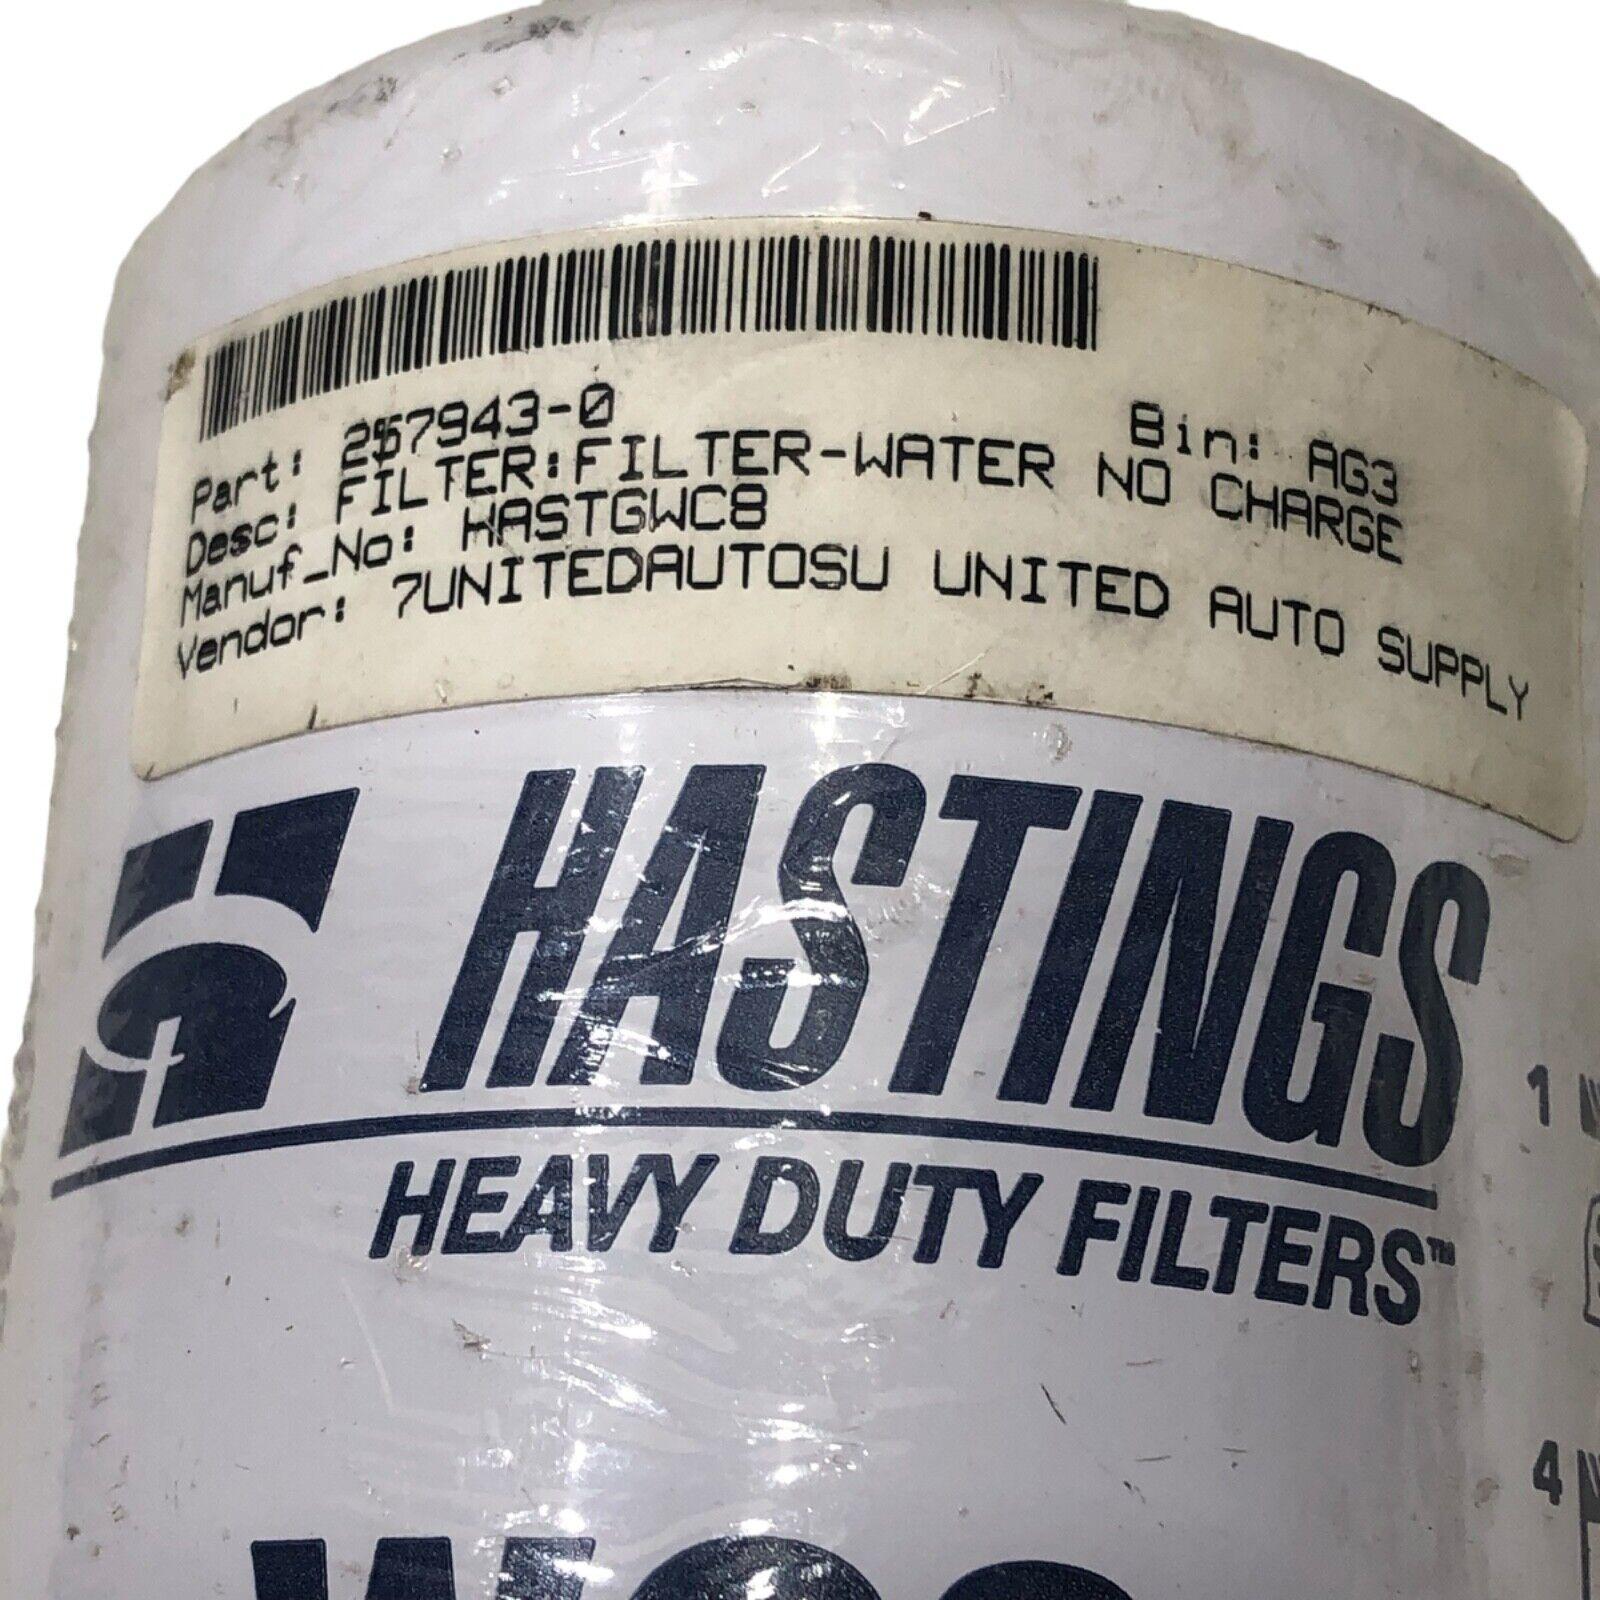 Part: 257943-0 Bin: AG3
Desc: FILTER:FILTER-WATER NO CHARGE
Manuf_No: HASTGWC8
Vendor: 7UNITEDAUTOSU UNITED AUTO SUPPLY
HASTINGS
HEAVY DUTY FILTERS™
1
4